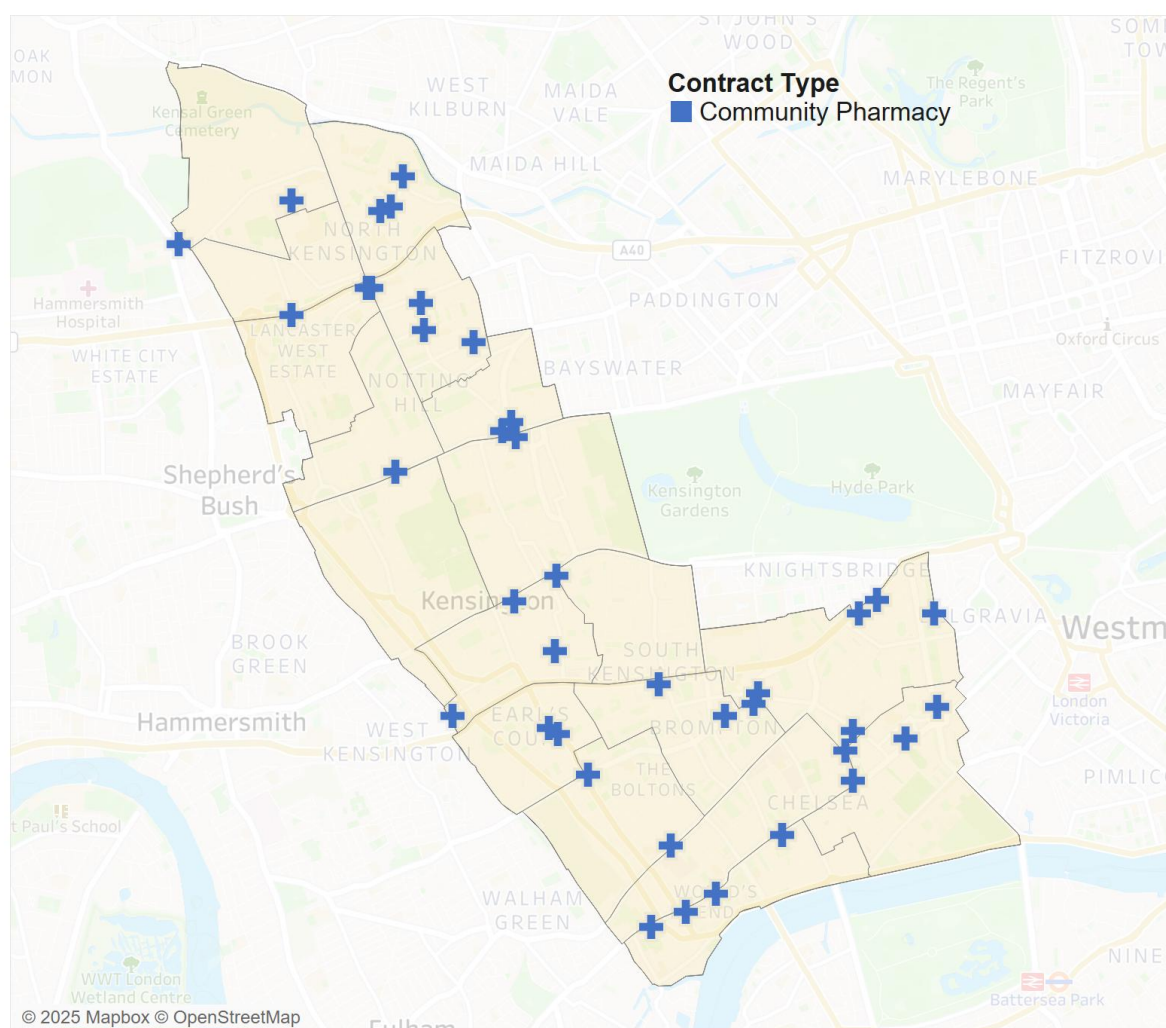 ST JOHN'S
WOOD
SOM
TOW
OAK
MON
WEST
KILBURN
MAIDA
VALE
Contract Type
Community Pharmacy
The Regent's
Park
Kensal Green
Cemetery
MAIDA HILL
MARYLEBONE
NORTH
KENSINGTON
A40
FITZROVI
Hammersmith
Hospital
PADDINGTON
LANCASTER
WEST
ESTATE
WHITE CITY
ESTATE
Oxford Circus
BAYSWATER
NOTTING
HILL
MAYFAIR
Shepherd's
Bush
Kensington
Gardens
Hyde Park
KNIGHTSBRIDGE
Kensington
LGRAVIA
Westm
BROOK
GREEN
SOUTH
KENSINGTON
London
Victoria
Hammersmith
WEST
KENSINGTON
EARL'S
COU
BROMPTON
THE
BOLTONS
PIMLIC
CHELSEA
t Paul's School
WALHAM
GREEN
WO D'S
END
NINE
WWT London
Wetland Centre
Battersea Park
© 2025 Mapbox © OpenStreetMap
Fulham